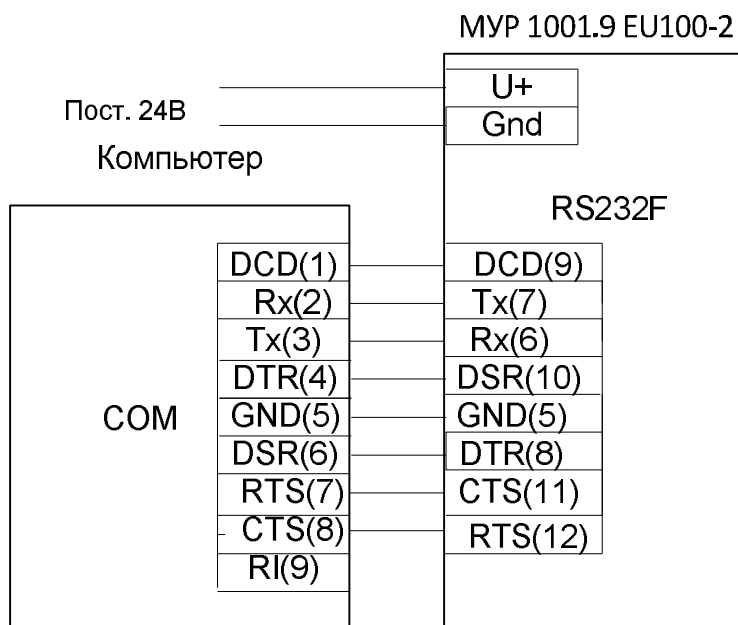 МУР 1001.9 EU100-2
U+
Пост. 24В
Gnd
Компьютер
RS232F
DCD(1) DCD(9)
Rx(2) Tx(7)
Tx(3) Rx(6)
DTR(4) DSR(10)
COM GND(5) GND(5)
DSR(6) DTR(8)
RTS(7) CTS(11)
CTS(8) RTS(12)
RI(9)